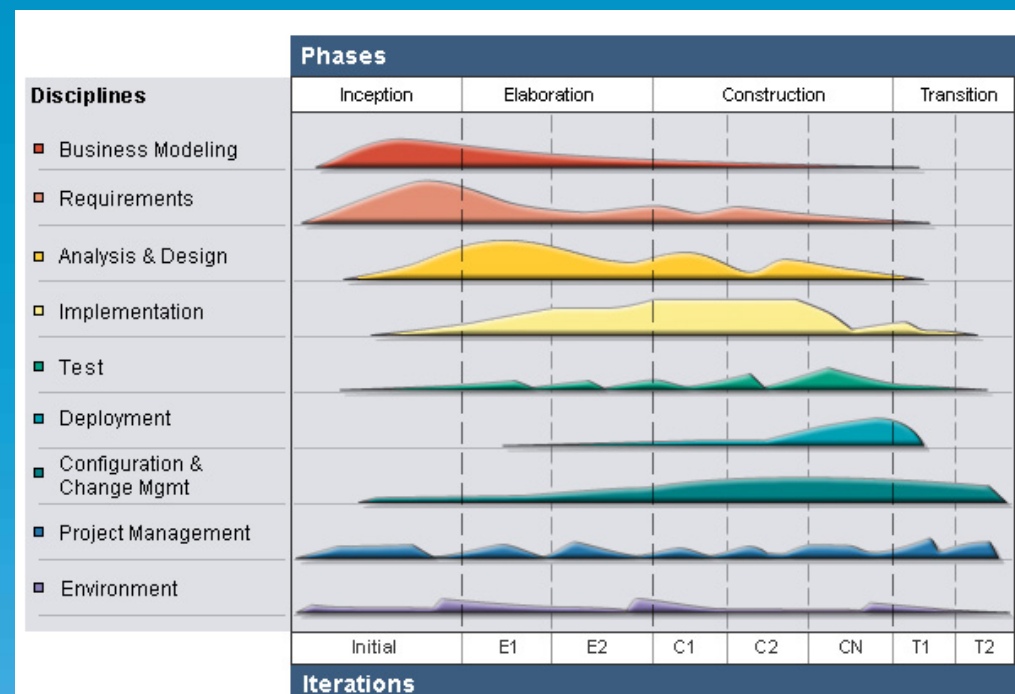 Phases
Disciplines
Inception Elaboration Construction Transition
Business Modeling
Requirements
Analysis & Design
Implementation
Test
Deployment
Configuration &
Change Mgmt
Project Management
Environment
Initial E1 E2 C1 C2 CN T1 T2
Iterations